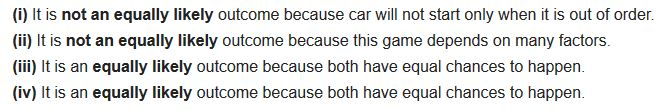 (i) It is not an equally likely outcome because car will not start only when it is out of order.
(ii) It is not an equally likely outcome because this game depends on many factors.
(iii) It is an equally likely outcome because both have equal chances to happen.
(iv) It is an equally likely outcome because both have equal chances to happen.